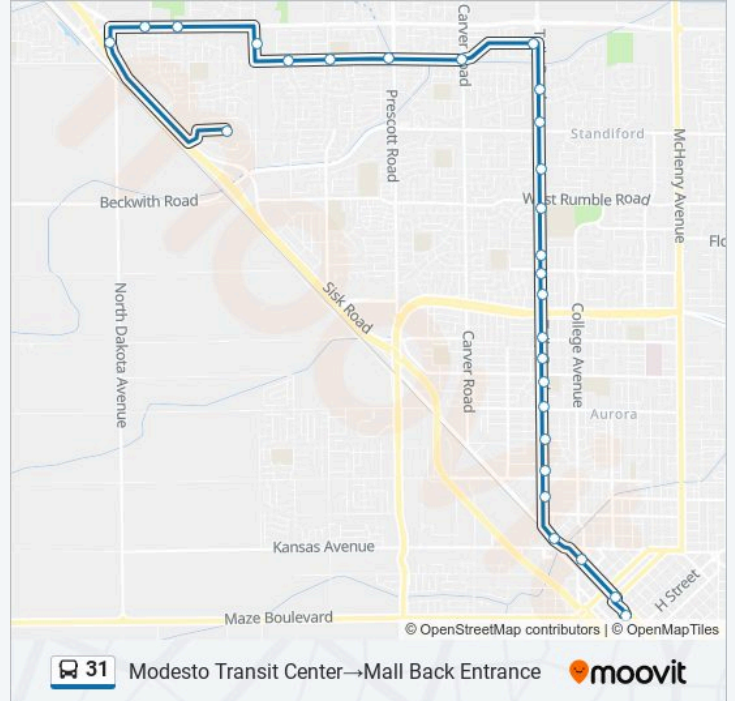 Carver Road
Prescott Road
Standiford
McHenry Avenue
West Rumble Road
Beckwith Road
Flo
Sisk Road
North Dakota Avenue
College Avenue
Carver Road
Aurora
Kansas Avenue
H Street
Maze Boulevard
© OpenStreetMap contributors | © OpenMapTiles
31 Modesto Transit Center→Mall Back Entrance moovit